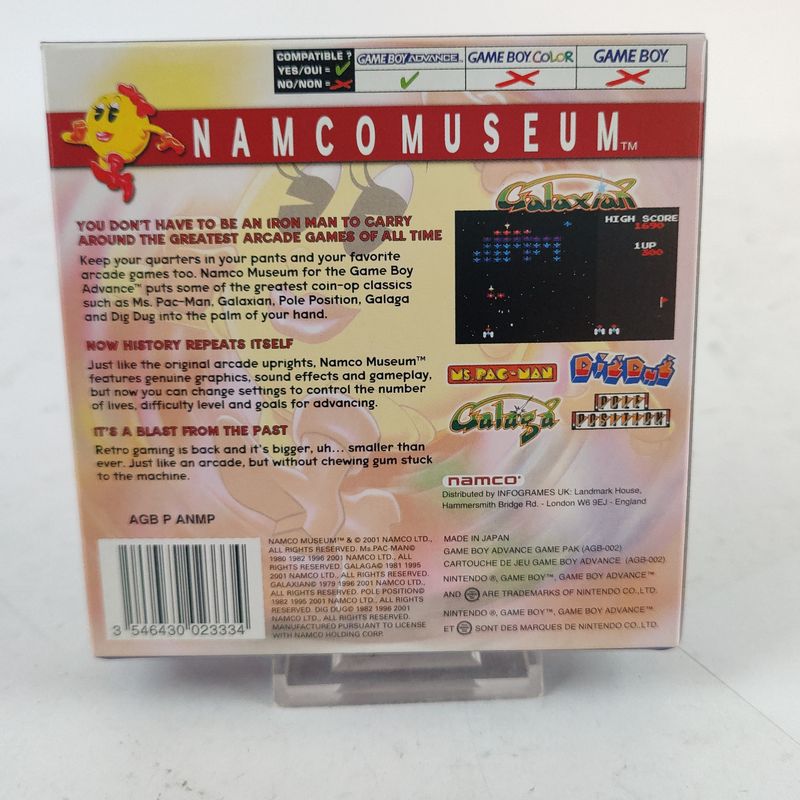 COMPATIBLE ?
YES/OUI = ✓
NO/NON = ✗
GAME BOY ADVANCE™
GAME BOY COLOR
GAME BOY
NAMCO MUSEUM™
YOU DON'T HAVE TO BE AN IRON MAN TO CARRY
AROUND THE GREATEST ARCADE GAMES OF ALL TIME
Keep your quarters in your pants and your favorite
arcade games too. Namco Museum for the Game Boy
Advance™ puts some of the greatest coin-op classics
such as Ms. Pac-Man, Galaxian, Pole Position, Galaga
and Dig Dug into the palm of your hand.
NOW HISTORY REPEATS ITSELF
Just like the original arcade uprights, Namco Museum™
features genuine graphics, sound effects and gameplay,
but now you can change settings to control the number
of lives, difficulty level and goals for advancing.
IT'S A BLAST FROM THE PAST
Retro gaming is back and it's bigger, uh... smaller than
ever. Just like an arcade, but without chewing gum stuck
to the machine.
AGB P ANMP
Galaxian
HIGH SCORE
1690
1UP
300
MS. PAC-MAN
DIG DUG
Galaga
POLE
POSITION
namco®
Distributed by INFOGRAMES UK: Landmark House,
Hammersmith Bridge Rd. - London W6 9EJ - England
3 546430 023334
NAMCO MUSEUM™ & © 2001 NAMCO LTD.,
ALL RIGHTS RESERVED. Ms.PAC-MAN©
1980 1982 1996 2001 NAMCO LTD., ALL
RIGHTS RESERVED. GALAGA© 1981 1995
2001 NAMCO LTD., ALL RIGHTS RESERVED.
GALAXIAN© 1979 1996 2001 NAMCO LTD.,
ALL RIGHTS RESERVED. POLE POSITION©
1982 1995 2001 NAMCO LTD., ALL RIGHTS
RESERVED. DIG DUG© 1982 1996 2001
NAMCO LTD., ALL RIGHTS RESERVED.
MANUFACTURED PURSUANT TO LICENSE
WITH NAMCO HOLDING CORP.
MADE IN JAPAN
GAME BOY ADVANCE GAME PAK (AGB-002)
CARTOUCHE DE JEU GAME BOY ADVANCE (AGB-002)
NINTENDO ®, GAME BOY™, GAME BOY ADVANCE™
AND ARE TRADEMARKS OF NINTENDO CO.,LTD.
NINTENDO ®, GAME BOY™, GAME BOY ADVANCE™
ET SONT DES MARQUES DE NINTENDO CO.,LTD.